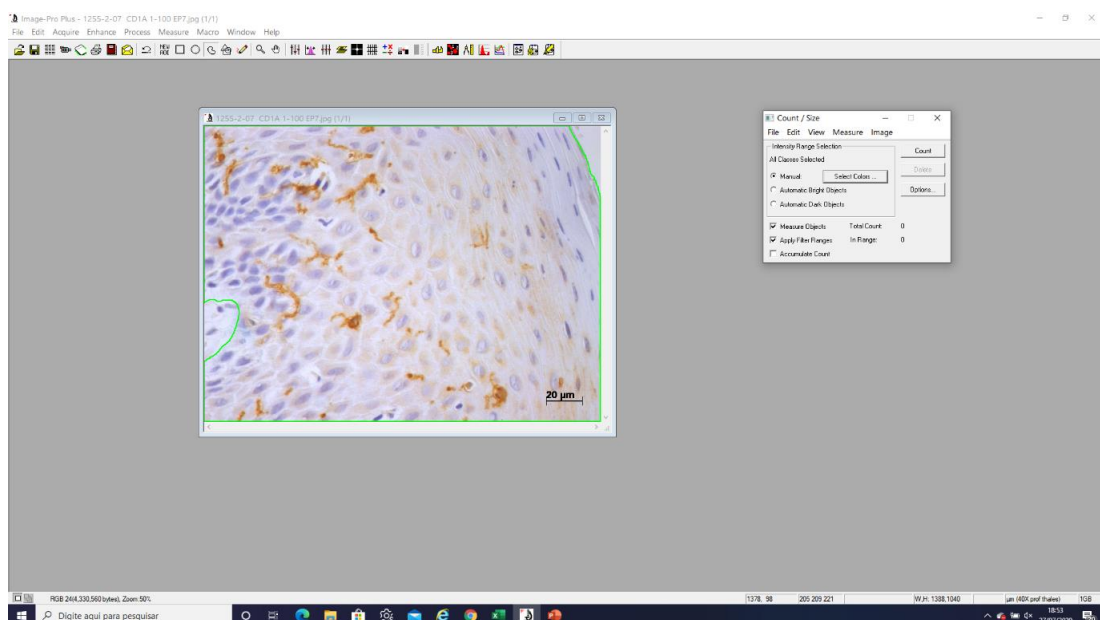 Image-Pro Plus - 1255-2-07 CD1A 1-100 EP7.jpg (1/1)
File Edit Acquire Enhance Process Measure Macro Window Help
1255-2-07 CD1A 1-100 EP7.jpg (1/1)
20 µm
Count / Size
File Edit View Measure Image
Intensity Range Selection
All Classes Selected
Manual: Select Colors ...
Automatic Bright Objects
Automatic Dark Objects
Count
Delete
Options...
Measure Objects Total Count: 0
Apply Filter Ranges In Range: 0
Accumulate Count
RGB 24(4,330,560 bytes), Zoom: 50% 1378, 98 205 209 221 W,H: 1388,1040 µm (40X prof thales) 1GB
Digite aqui para pesquisar
18:53